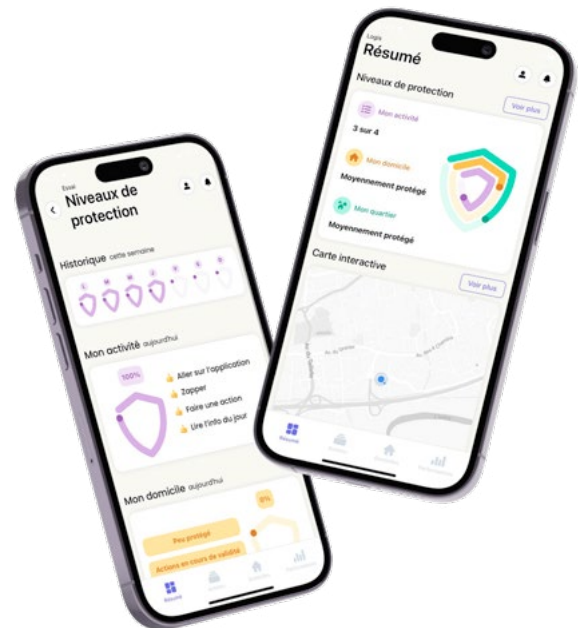 Essai
Niveaux de
protection
Historique cette semaine
Mon activité aujourd'hui
100%
Aller sur l'application
Zapper
Faire une action
Lire l'info du jour
Mon domicile aujourd'hui
0%
Peu protégé
Actions en cours de validité
Résumé
Logis
Résumé
Niveaux de protection
Voir plus
Mon activité
3 sur 4
Mon domicile
Moyennement protégé
Mon quartier
Moyennement protégé
Carte interactive
Voir plus
Résumé